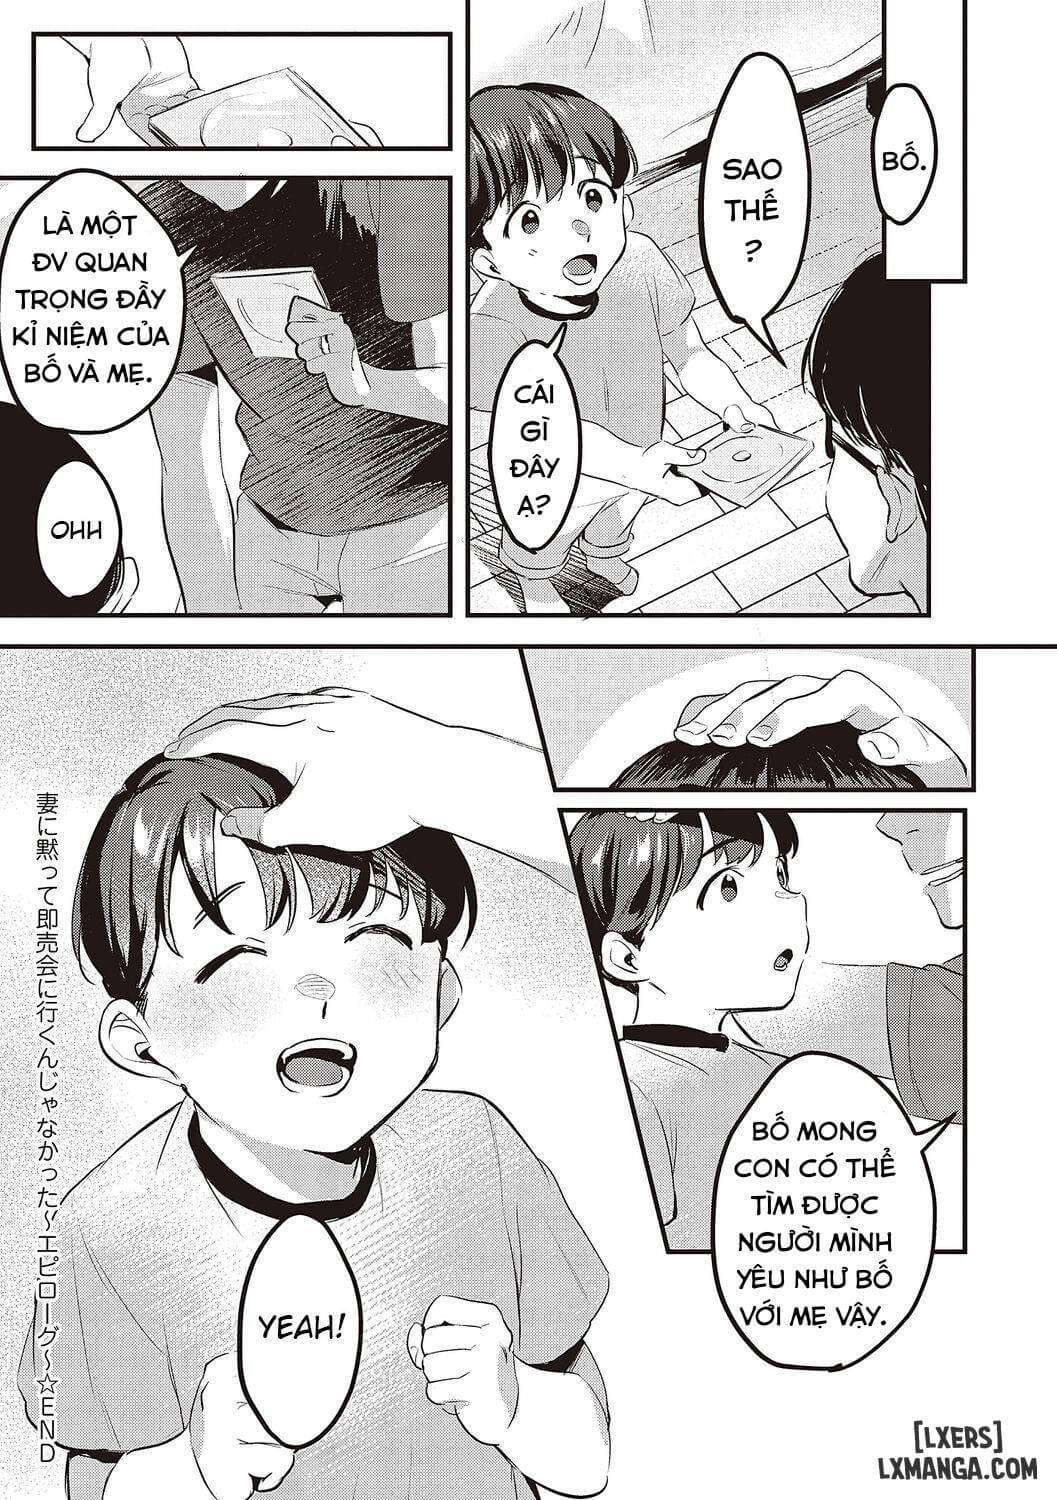 BỐ.
SAO
THẾ
?
CÁI
GÌ
ĐÂY
Ạ?
LÀ MỘT
ĐV QUAN
TRỌNG ĐẦY
KỈ NIỆM CỦA
BỐ VÀ MẸ.
OHH
BỐ MONG
CON CÓ THỂ
TÌM ĐƯỢC
NGƯỜI MÌNH
YÊU NHƯ BỐ
VỚI MẸ VẬY.
YEAH!
妻に黙って即売会に行くんじゃなかった~エピローグ~☆END
[LXERS]
LXMANGA.COM